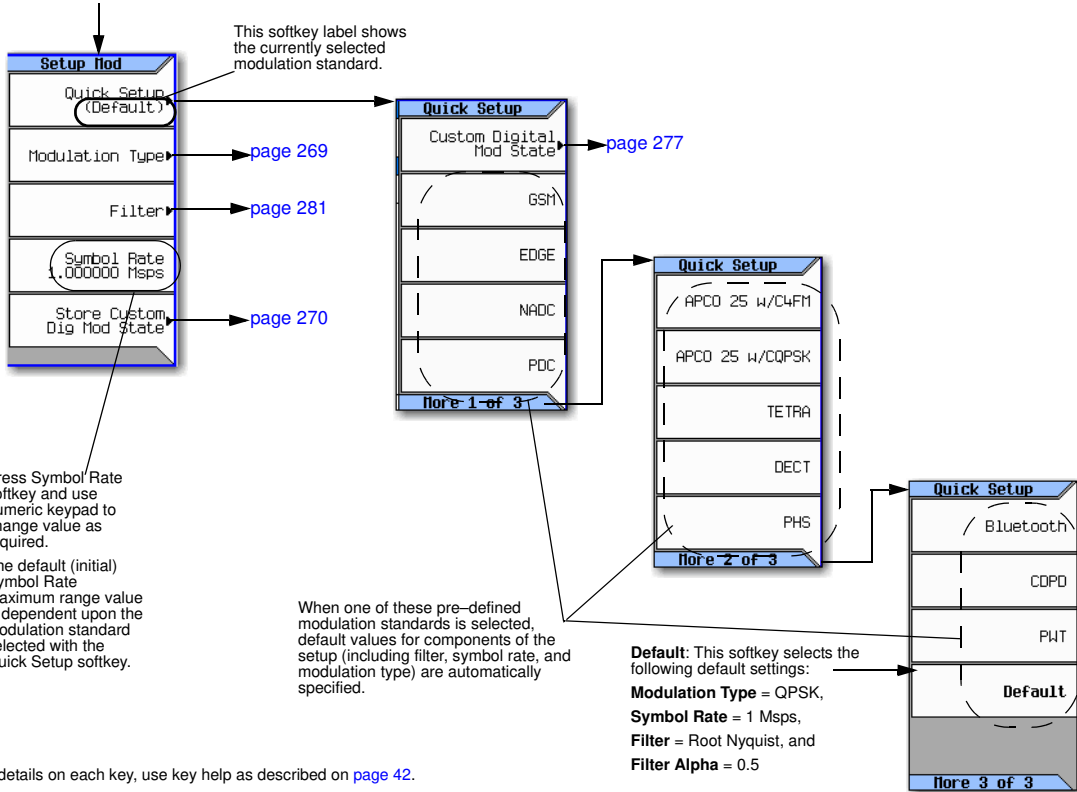 This softkey label shows
the currently selected
modulation standard.
Setup Mod
Quick Setup
(Default)
Modulation Type
page 269
Filter
page 281
Symbol Rate
1.000000 Msps
Store Custom
Dig Mod State
page 270
Quick Setup
Custom Digital
Mod State
page 277
GSM
EDGE
NADC
PDC
More 1 of 3
Quick Setup
APCO 25 w/C4FM
APCO 25 w/CQPSK
TETRA
DECT
PHS
More 2 of 3
Quick Setup
Bluetooth
CDPD
PWT
Default
More 3 of 3
ress Symbol Rate
oftkey and use
umeric keypad to
hange value as
quired.
he default (initial)
ymbol Rate
aximum range value
dependent upon the
odulation standard
elected with the
uick Setup softkey.
When one of these pre–defined
modulation standards is selected,
default values for components of the
setup (including filter, symbol rate, and
modulation type) are automatically
specified.
Default: This softkey selects the
following default settings:
Modulation Type = QPSK,
Symbol Rate = 1 Msps,
Filter = Root Nyquist, and
Filter Alpha = 0.5
details on each key, use key help as described on page 42.